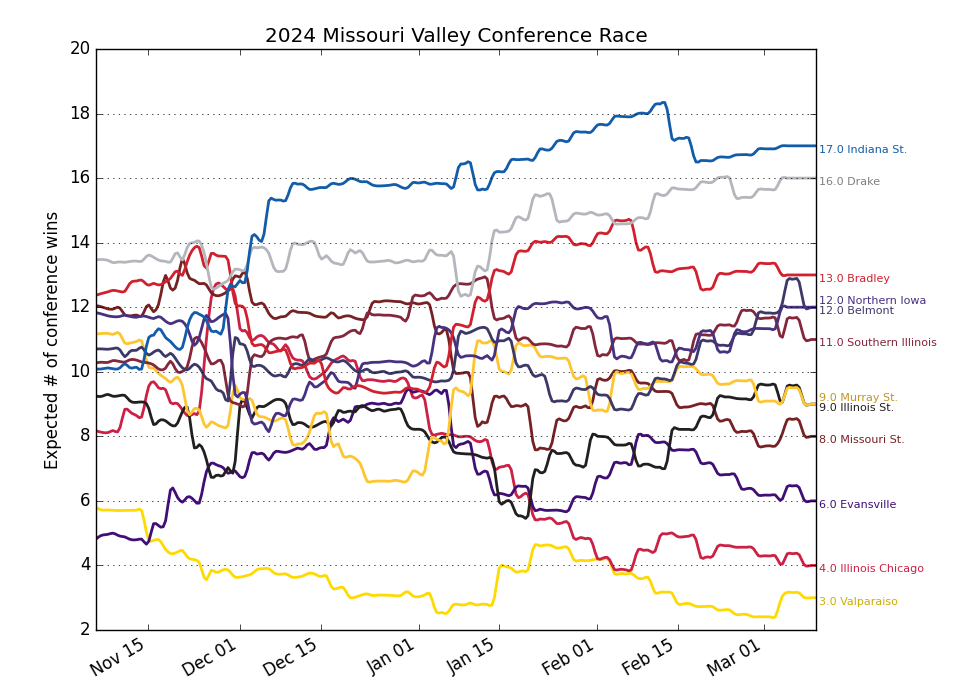 2024 Missouri Valley Conference Race
Expected # of conference wins
20
18
16
14
12
10
8
6
4
2
17.0 Indiana St.
16.0 Drake
13.0 Bradley
12.0 Northern Iowa
12.0 Belmont
11.0 Southern Illinois
9.0 Murray St.
9.0 Illinois St.
8.0 Missouri St.
6.0 Evansville
4.0 Illinois Chicago
3.0 Valparaiso
Nov 15
Dec 01
Dec 15
Jan 01
Jan 15
Feb 01
Feb 15
Mar 01